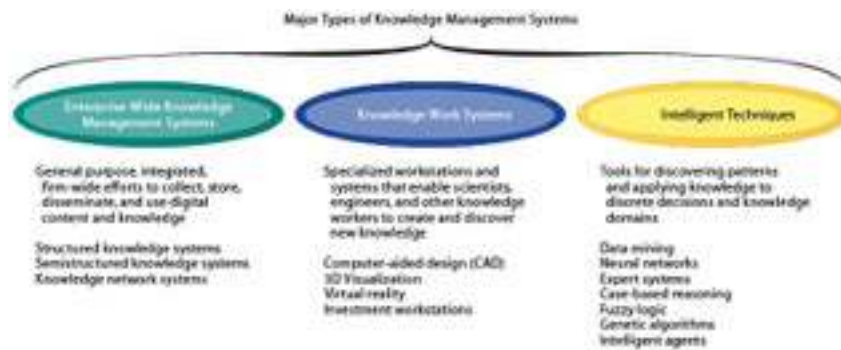 Major Types of Knowledge Management Systems
Enterprise-Wide Knowledge
Management Systems
General purpose, integrated,
firm-wide efforts to collect, store,
disseminate, and use digital
content and knowledge
Structured knowledge systems
Semistructured knowledge systems
Knowledge network systems
Knowledge Work Systems
Specialized workstations and
systems that enable scientists,
engineers, and other knowledge
workers to create and discover
new knowledge
Computer-aided design (CAD)
3D Visualization
Virtual reality
Investment workstations
Intelligent Techniques
Tools for discovering patterns
and applying knowledge to
discrete decisions and knowledge
domains
Data mining
Neural networks
Expert systems
Case-based reasoning
Fuzzy logic
Genetic algorithms
Intelligent agents